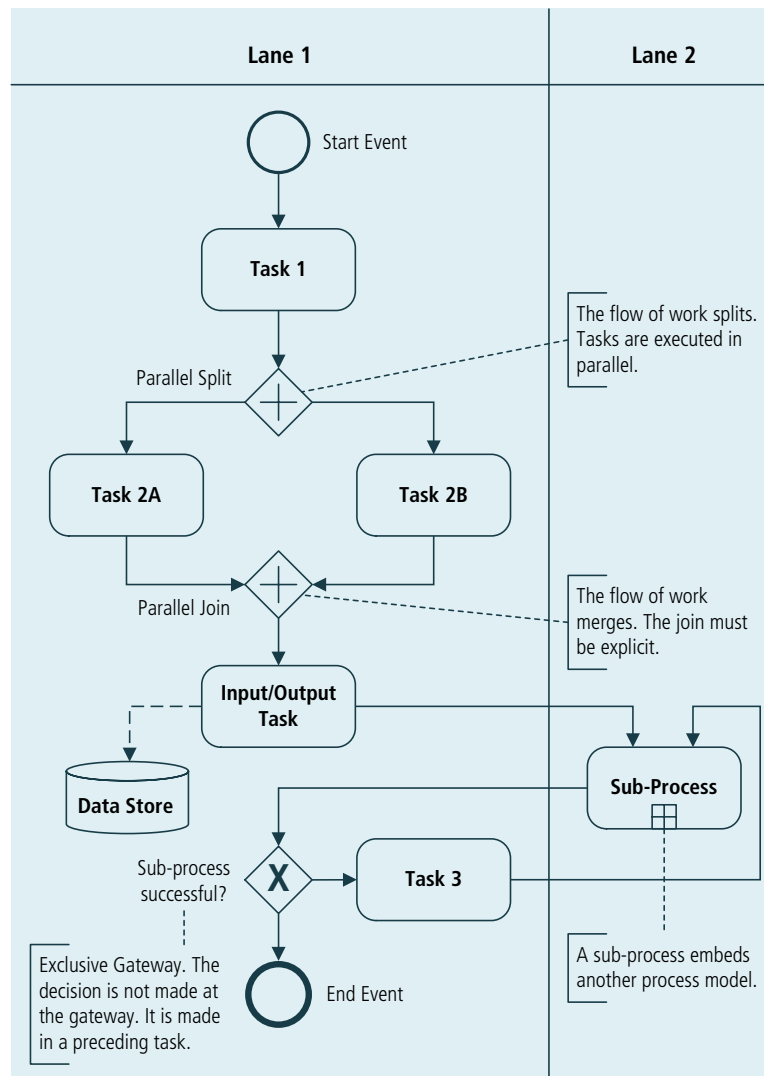 Lane 1
Lane 2
Start Event
Task 1
The flow of work splits.
Tasks are executed in
parallel.
Parallel Split
Task 2A
Task 2B
Parallel Join
The flow of work
merges. The join must
be explicit.
Input/Output
Task
Data Store
Sub-Process
Sub-process
successful?
X
Task 3
Exclusive Gateway. The
decision is not made at
the gateway. It is made
in a preceding task.
End Event
A sub-process embeds
another process model.